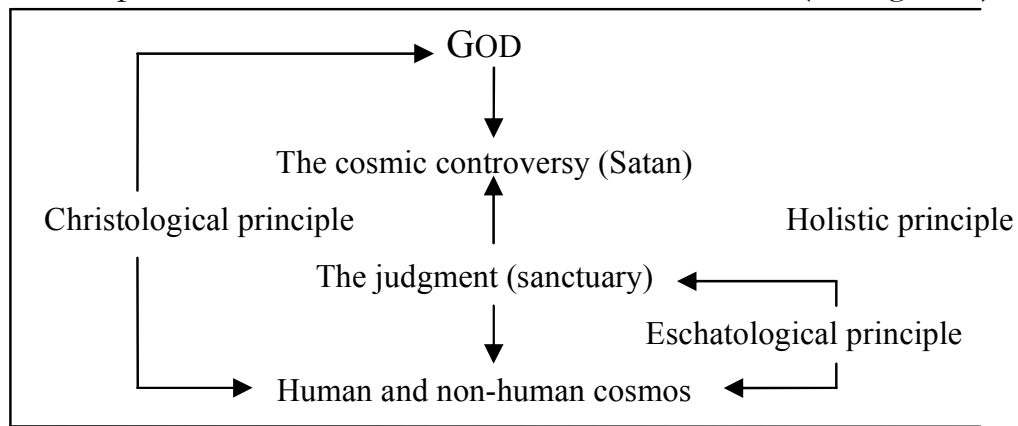 GOD
The cosmic controversy (Satan)
Christological principle
Holistic principle
The judgment (sanctuary)
Eschatological principle
Human and non-human cosmos